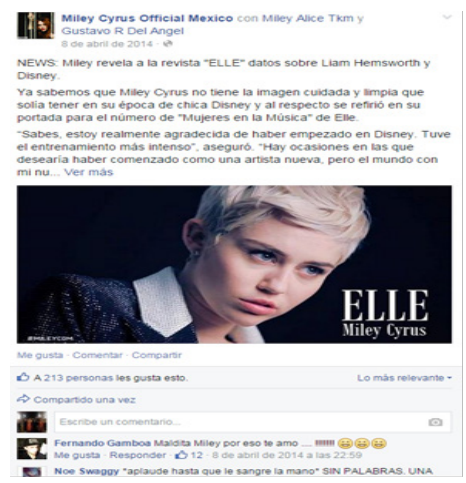 Miley Cyrus Official Mexico con Miley Alice Tkm y
Gustavo R Del Angel
8 de abril de 2014 ·
NEWS: Miley revela a la revista "ELLE" datos sobre Liam Hemsworth y
Disney.
Ya sabemos que Miley Cyrus no tiene la imagen cuidada y limpia que
solía tener en su época de chica Disney y al respecto se refirió en su
portada para el número de "Mujeres en la Música" de Elle.
"Sabes, estoy realmente agradecida de haber empezado en Disney. Tuve
el entrenamiento más intenso", aseguró. "Hay ocasiones en las que
desearía haber comenzado como una artista nueva, pero el mundo con
mi nu... Ver más
ELLE
Miley Cyrus
Me gusta · Comentar · Compartir
A 213 personas les gusta esto.
Lo más relevante
Compartido una vez
Escribe un comentario...
Fernando Gamboa Maldita Miley por eso te amo .... !!!!!!! 😄😄😄
Me gusta · Responder · 12 · 8 de abril de 2014 a las 22:59
Noe Swaggy *aplaude hasta que le sangre la mano* SIN PALABRAS. UNA